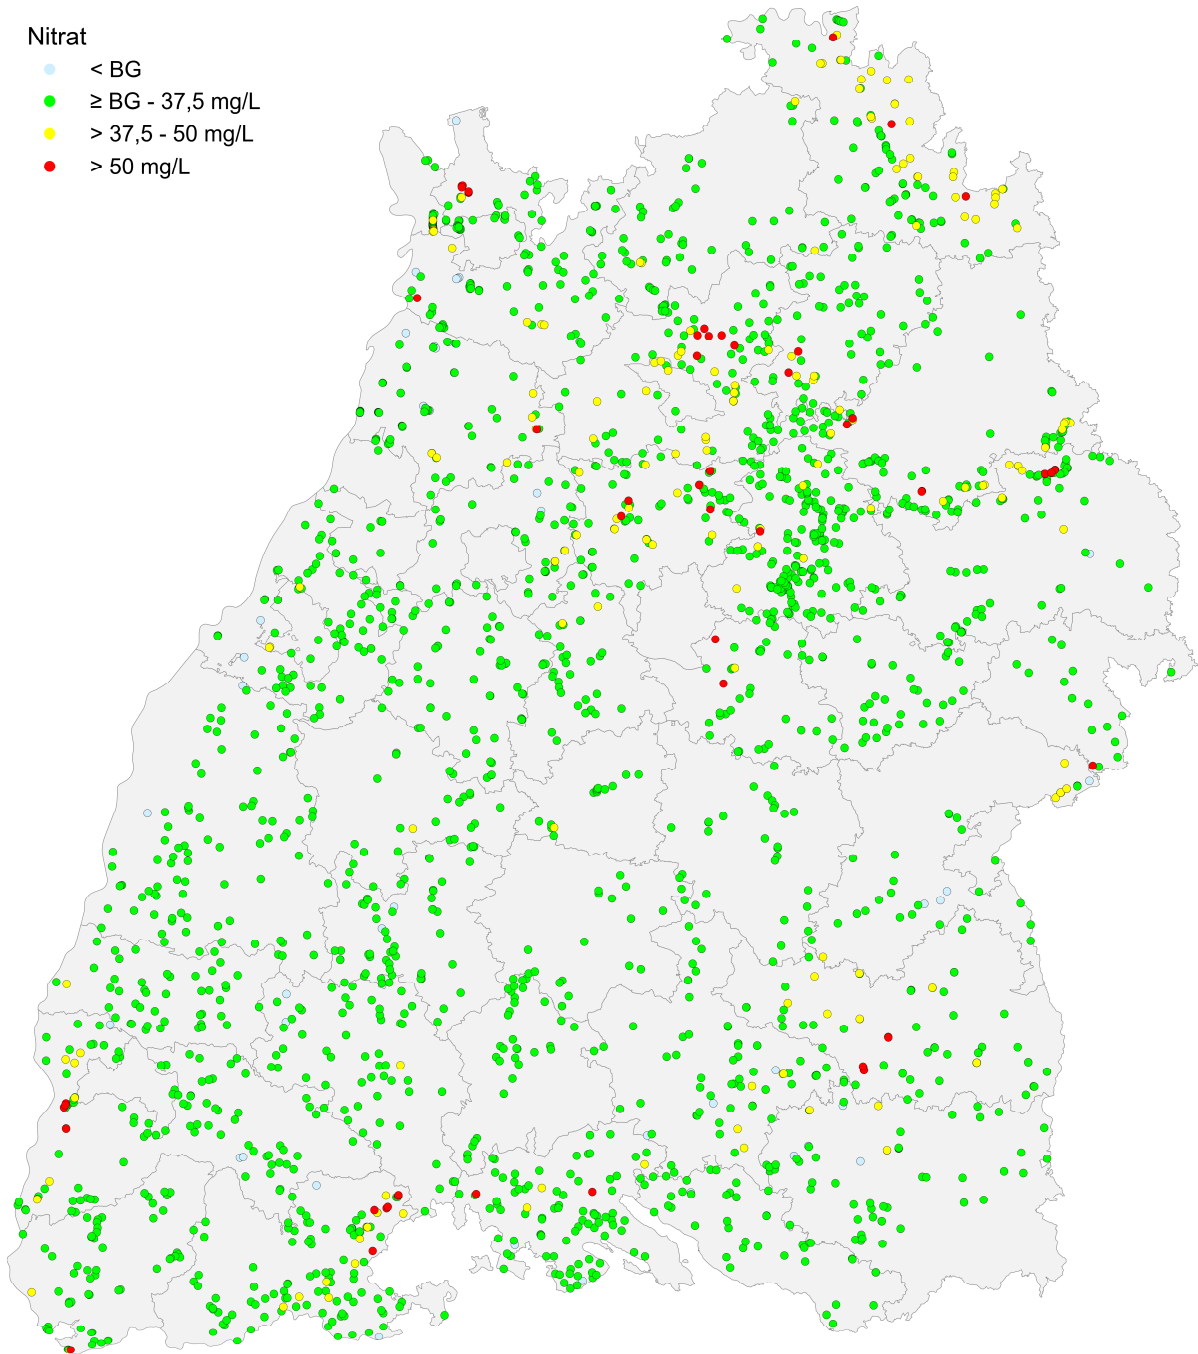 Nitrat
< BG
≥ BG - 37,5 mg/L
> 37,5 - 50 mg/L
> 50 mg/L